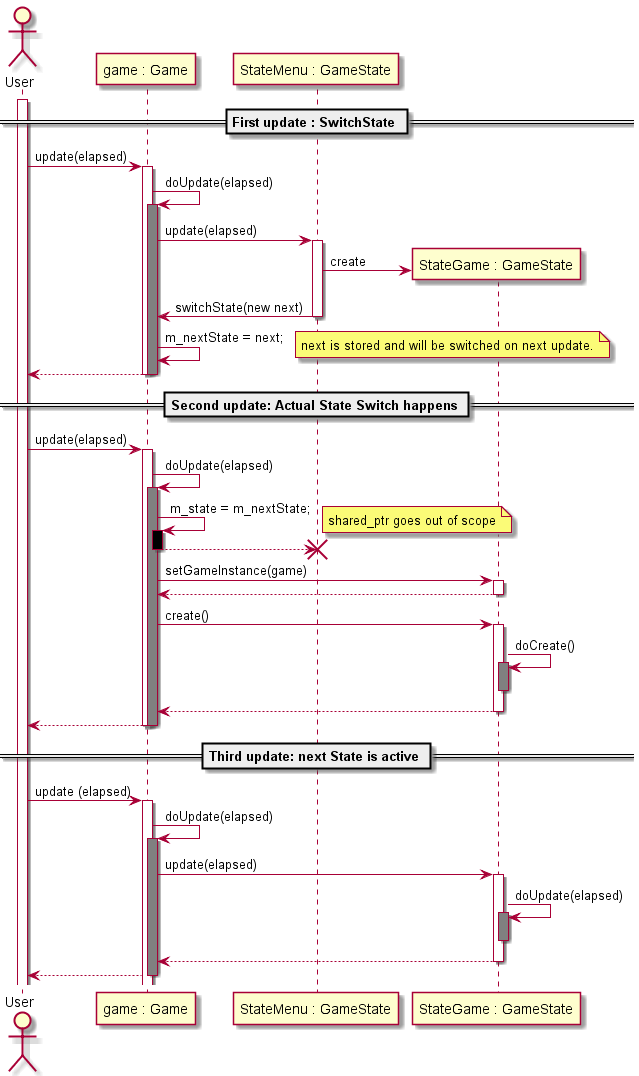 User
game : Game
StateMenu : GameState
First update : SwitchState
update(elapsed)
doUpdate(elapsed)
update(elapsed)
create
StateGame : GameState
switchState(new next)
m_nextState = next;
next is stored and will be switched on next update.
Second update: Actual State Switch happens
update(elapsed)
doUpdate(elapsed)
m_state = m_nextState;
shared_ptr goes out of scope
setGameInstance(game)
create()
doCreate()
Third update: next State is active
update (elapsed)
doUpdate(elapsed)
update(elapsed)
doUpdate(elapsed)
User
game : Game
StateMenu : GameState
StateGame : GameState